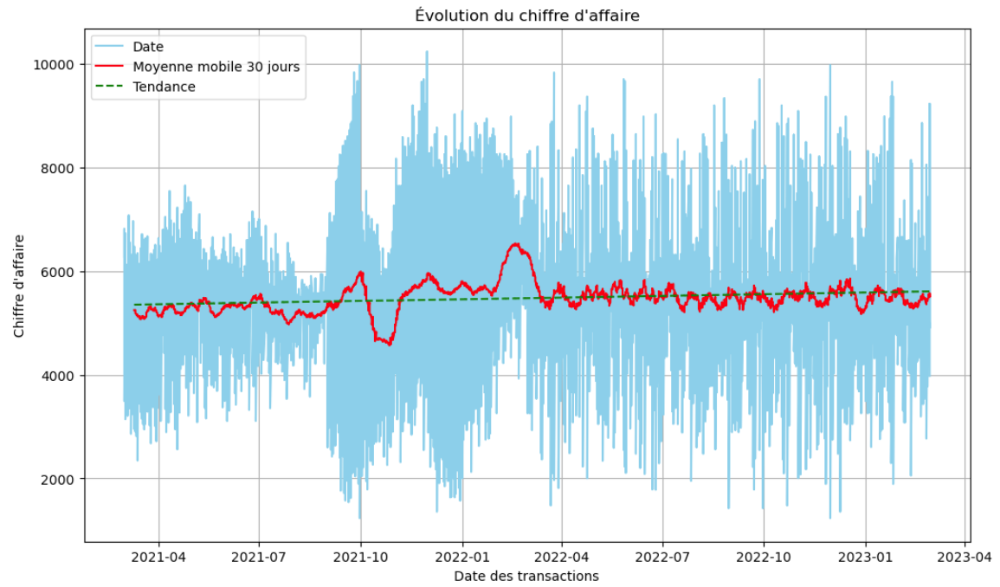 Évolution du chiffre d'affaire
Date
Moyenne mobile 30 jours
Tendance
Chiffre d'affaire
10000
8000
6000
4000
2000
2021-04 2021-07 2021-10 2022-01 2022-04 2022-07 2022-10 2023-01 2023-04
Date des transactions